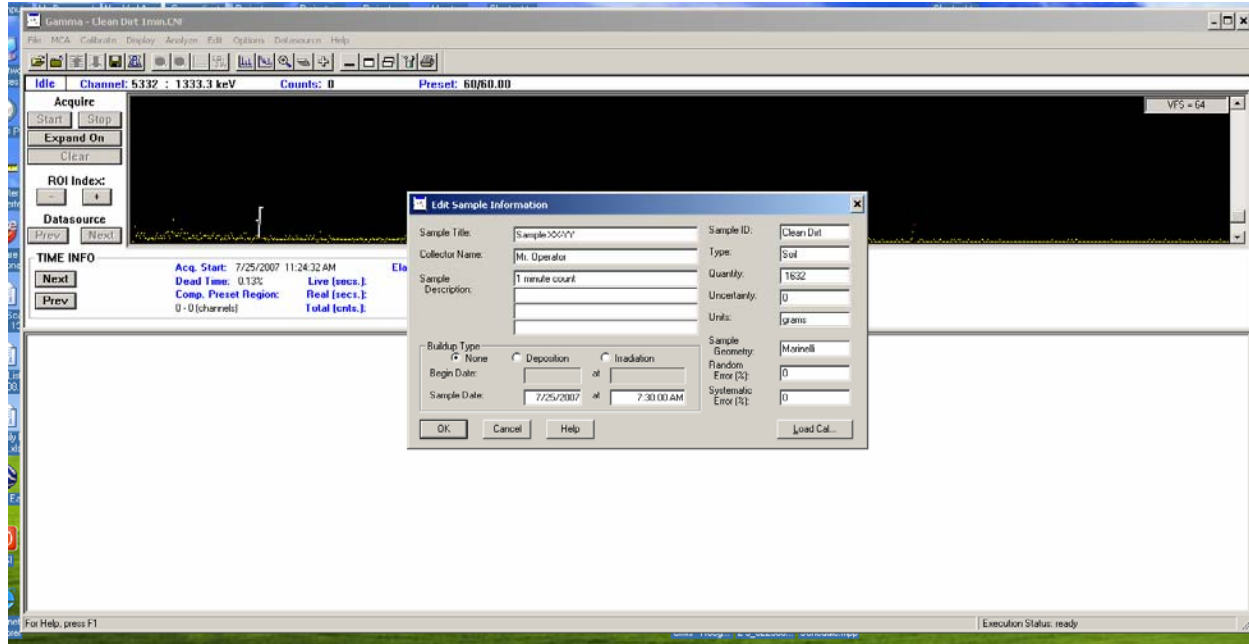 Gamma - Clean Dirt 1min.CNF
File MCA Calibrate Display Analyze Edit Options Datasource Help
Idle Channel: 5332 : 1333.3 keV Counts: 0 Preset: 60/60.00
Acquire
Start Stop
Expand On
Clear
ROI Index:
- +
Datasource
Prev Next
VFS = 64
TIME INFO
Next
Prev
Acq. Start: 7/25/2007 11:24:32 AM
Dead Time: 0.13% Live (secs.):
Comp. Preset Region: Real (secs.):
0 - 0 (channels) Total (cnts.):
Edit Sample Information
Sample Title: Sample XXAYY
Collector Name: Mr. Operator
Sample Description: 1 minute count
Buildup Type
None Deposition Irradiation
Begin Date: at
Sample Date: 7/25/2007 at 7:30:00 AM
Sample ID: Clean Dirt
Type: Soil
Quantity: 1632
Uncertainty: 0
Units: grams
Sample Geometry: Marinelli
Random Error (%): 0
Systematic Error (%): 0
OK Cancel Help Load Cal...
For Help, press F1 Execution Status: ready